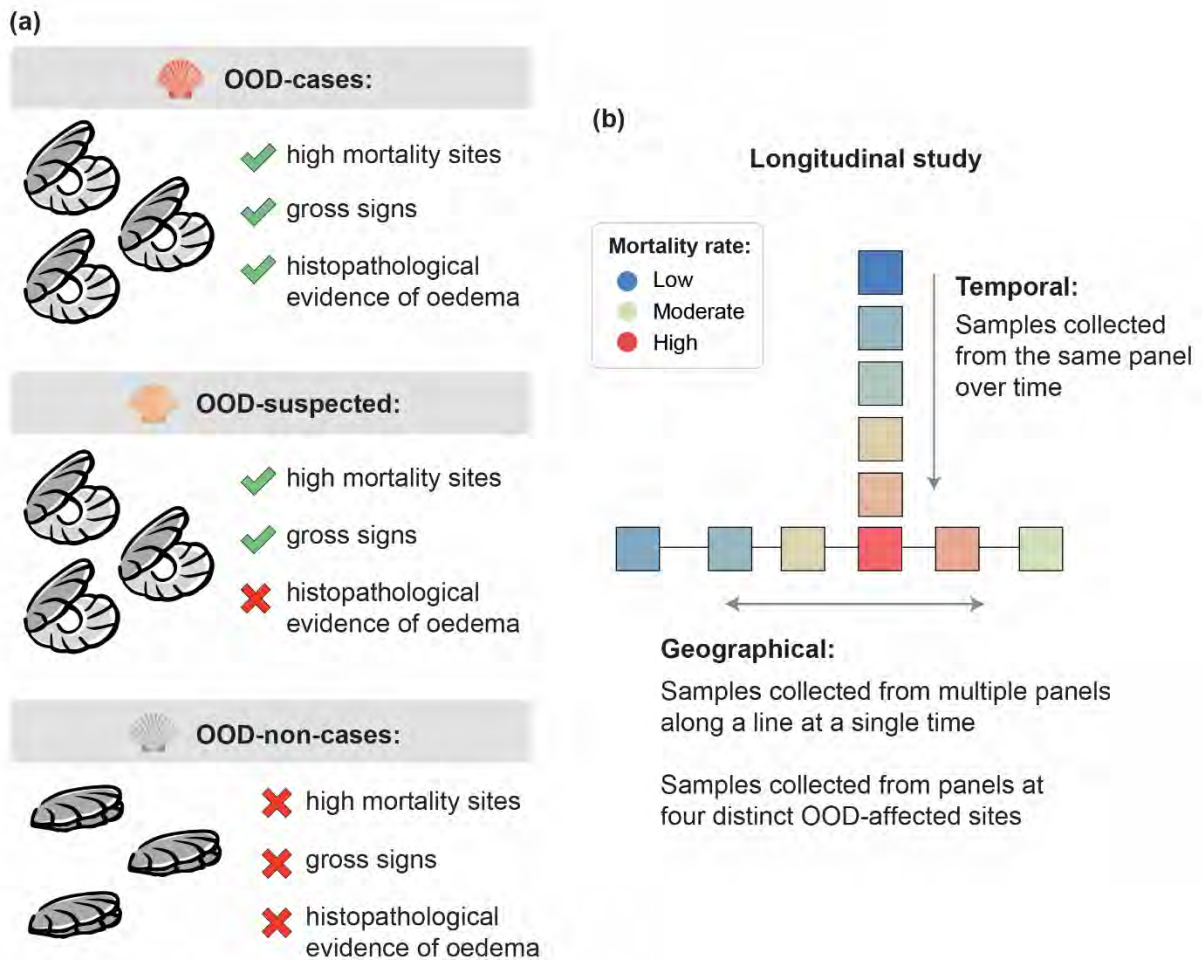 (a)
OOD-cases:
high mortality sites
gross signs
histopathological
evidence of oedema
OOD-suspected:
high mortality sites
gross signs
histopathological
evidence of oedema
OOD-non-cases:
high mortality sites
gross signs
histopathological
evidence of oedema
(b)
Longitudinal study
Mortality rate:
Low
Moderate
High
Temporal:
Samples collected
from the same panel
over time
Geographical:
Samples collected from multiple panels
along a line at a single time
Samples collected from panels at
four distinct OOD-affected sites